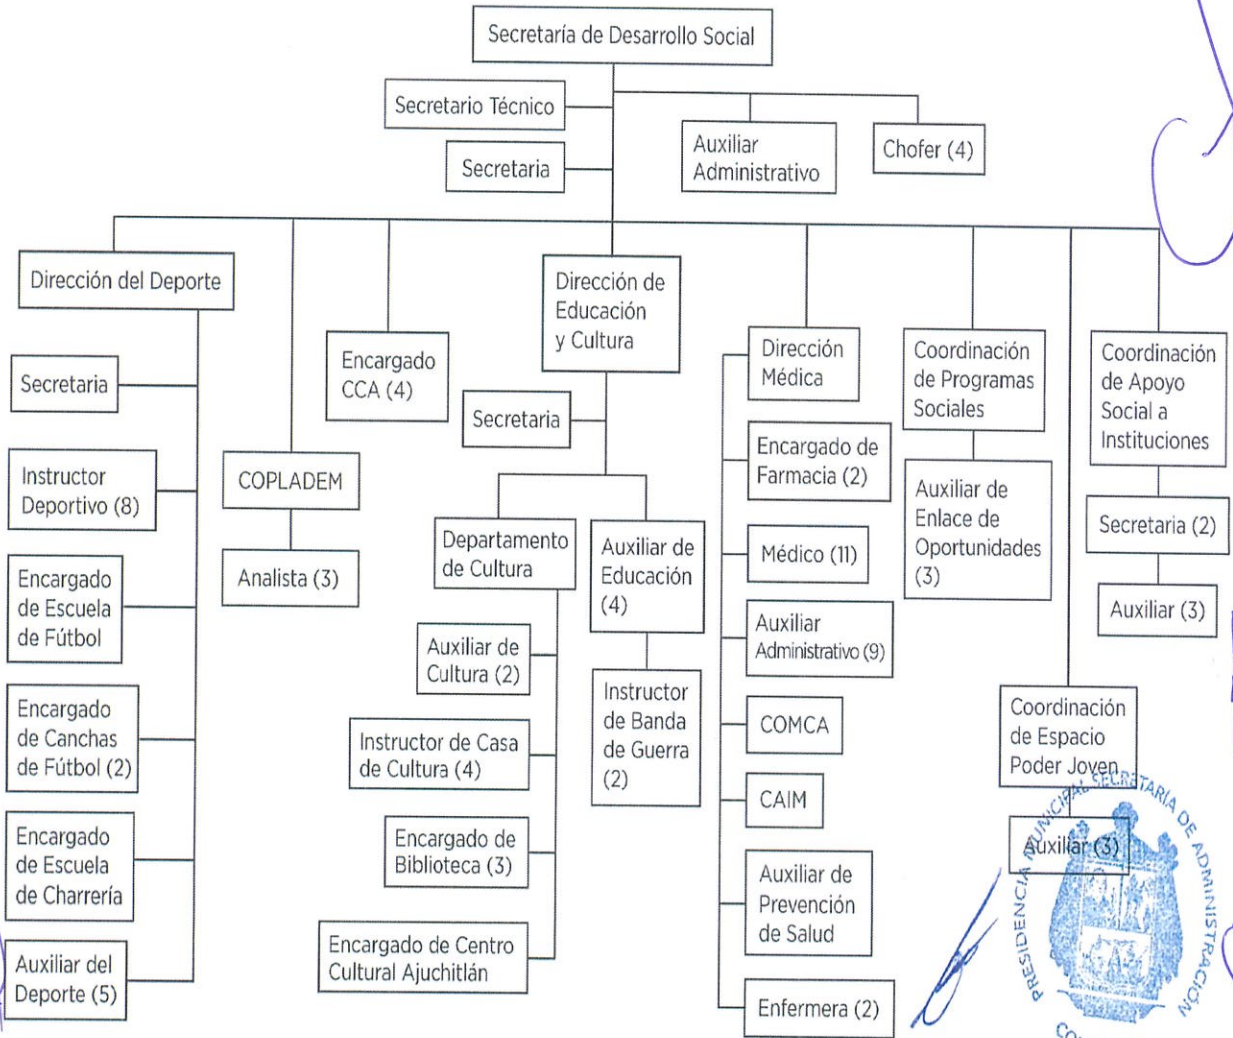 Secretaría de Desarrollo Social
Secretario Técnico
Secretaria
Auxiliar
Administrativo
Chofer (4)
Dirección del Deporte
Secretaria
Instructor
Deportivo (8)
Encargado
de Escuela
de Fútbol
Encargado
de Canchas
de Fútbol (2)
Encargado
de Escuela
de Charrería
Auxiliar del
Deporte (5)
COPLADEM
Analista (3)
Encargado
CCA (4)
Dirección de
Educación
y Cultura
Secretaria
Departamento
de Cultura
Auxiliar de
Cultura (2)
Instructor de Casa
de Cultura (4)
Encargado de
Biblioteca (3)
Encargado de Centro
Cultural Ajuchitlán
Auxiliar de
Educación
(4)
Instructor
de Banda
de Guerra
(2)
Dirección
Médica
Encargado de
Farmacia (2)
Médico (11)
Auxiliar
Administrativo (9)
COMCA
CAIM
Auxiliar de
Prevención
de Salud
Enfermera (2)
Coordinación
de Programas
Sociales
Auxiliar de
Enlace de
Oportunidades
(3)
Coordinación
de Espacio
Poder Joven
Auxiliar (3)
Coordinación
de Apoyo
Social a
Instituciones
Secretaria (2)
Auxiliar (3)
PRESIDENCIA MUNICIPAL SECRETARÍA DE ADMINISTRACIÓN